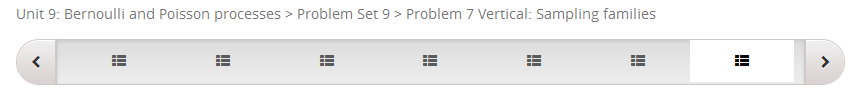 Unit 9: Bernoulli and Poisson processes > Problem Set 9 > Problem 7 Vertical: Sampling families